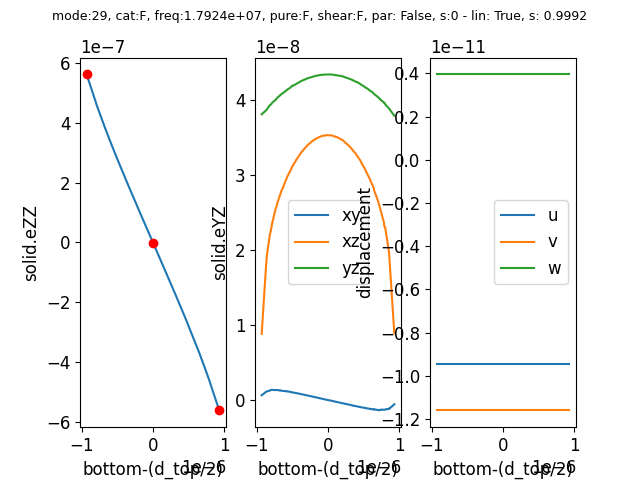 mode:29, cat:F, freq:1.7924e+07, pure:F, shear:F, par: False, s:0 - lin: True, s: 0.9992
1e−7
6
4
2
0
−2
−4
−6
solid.eZZ
−1
0
1
1e−6
bottom-(d_top/2)
1e−8
4
3
2
1
0
solid.eYZ
xy
xz
yz
−1
0
1
1e−6
bottom-(d_top/2)
1e−11
0.4
0.2
0.0
−0.2
−0.4
−0.6
−0.8
−1.0
−1.2
displacement
u
v
w
−1
0
1
1e−6
bottom-(d_top/2)